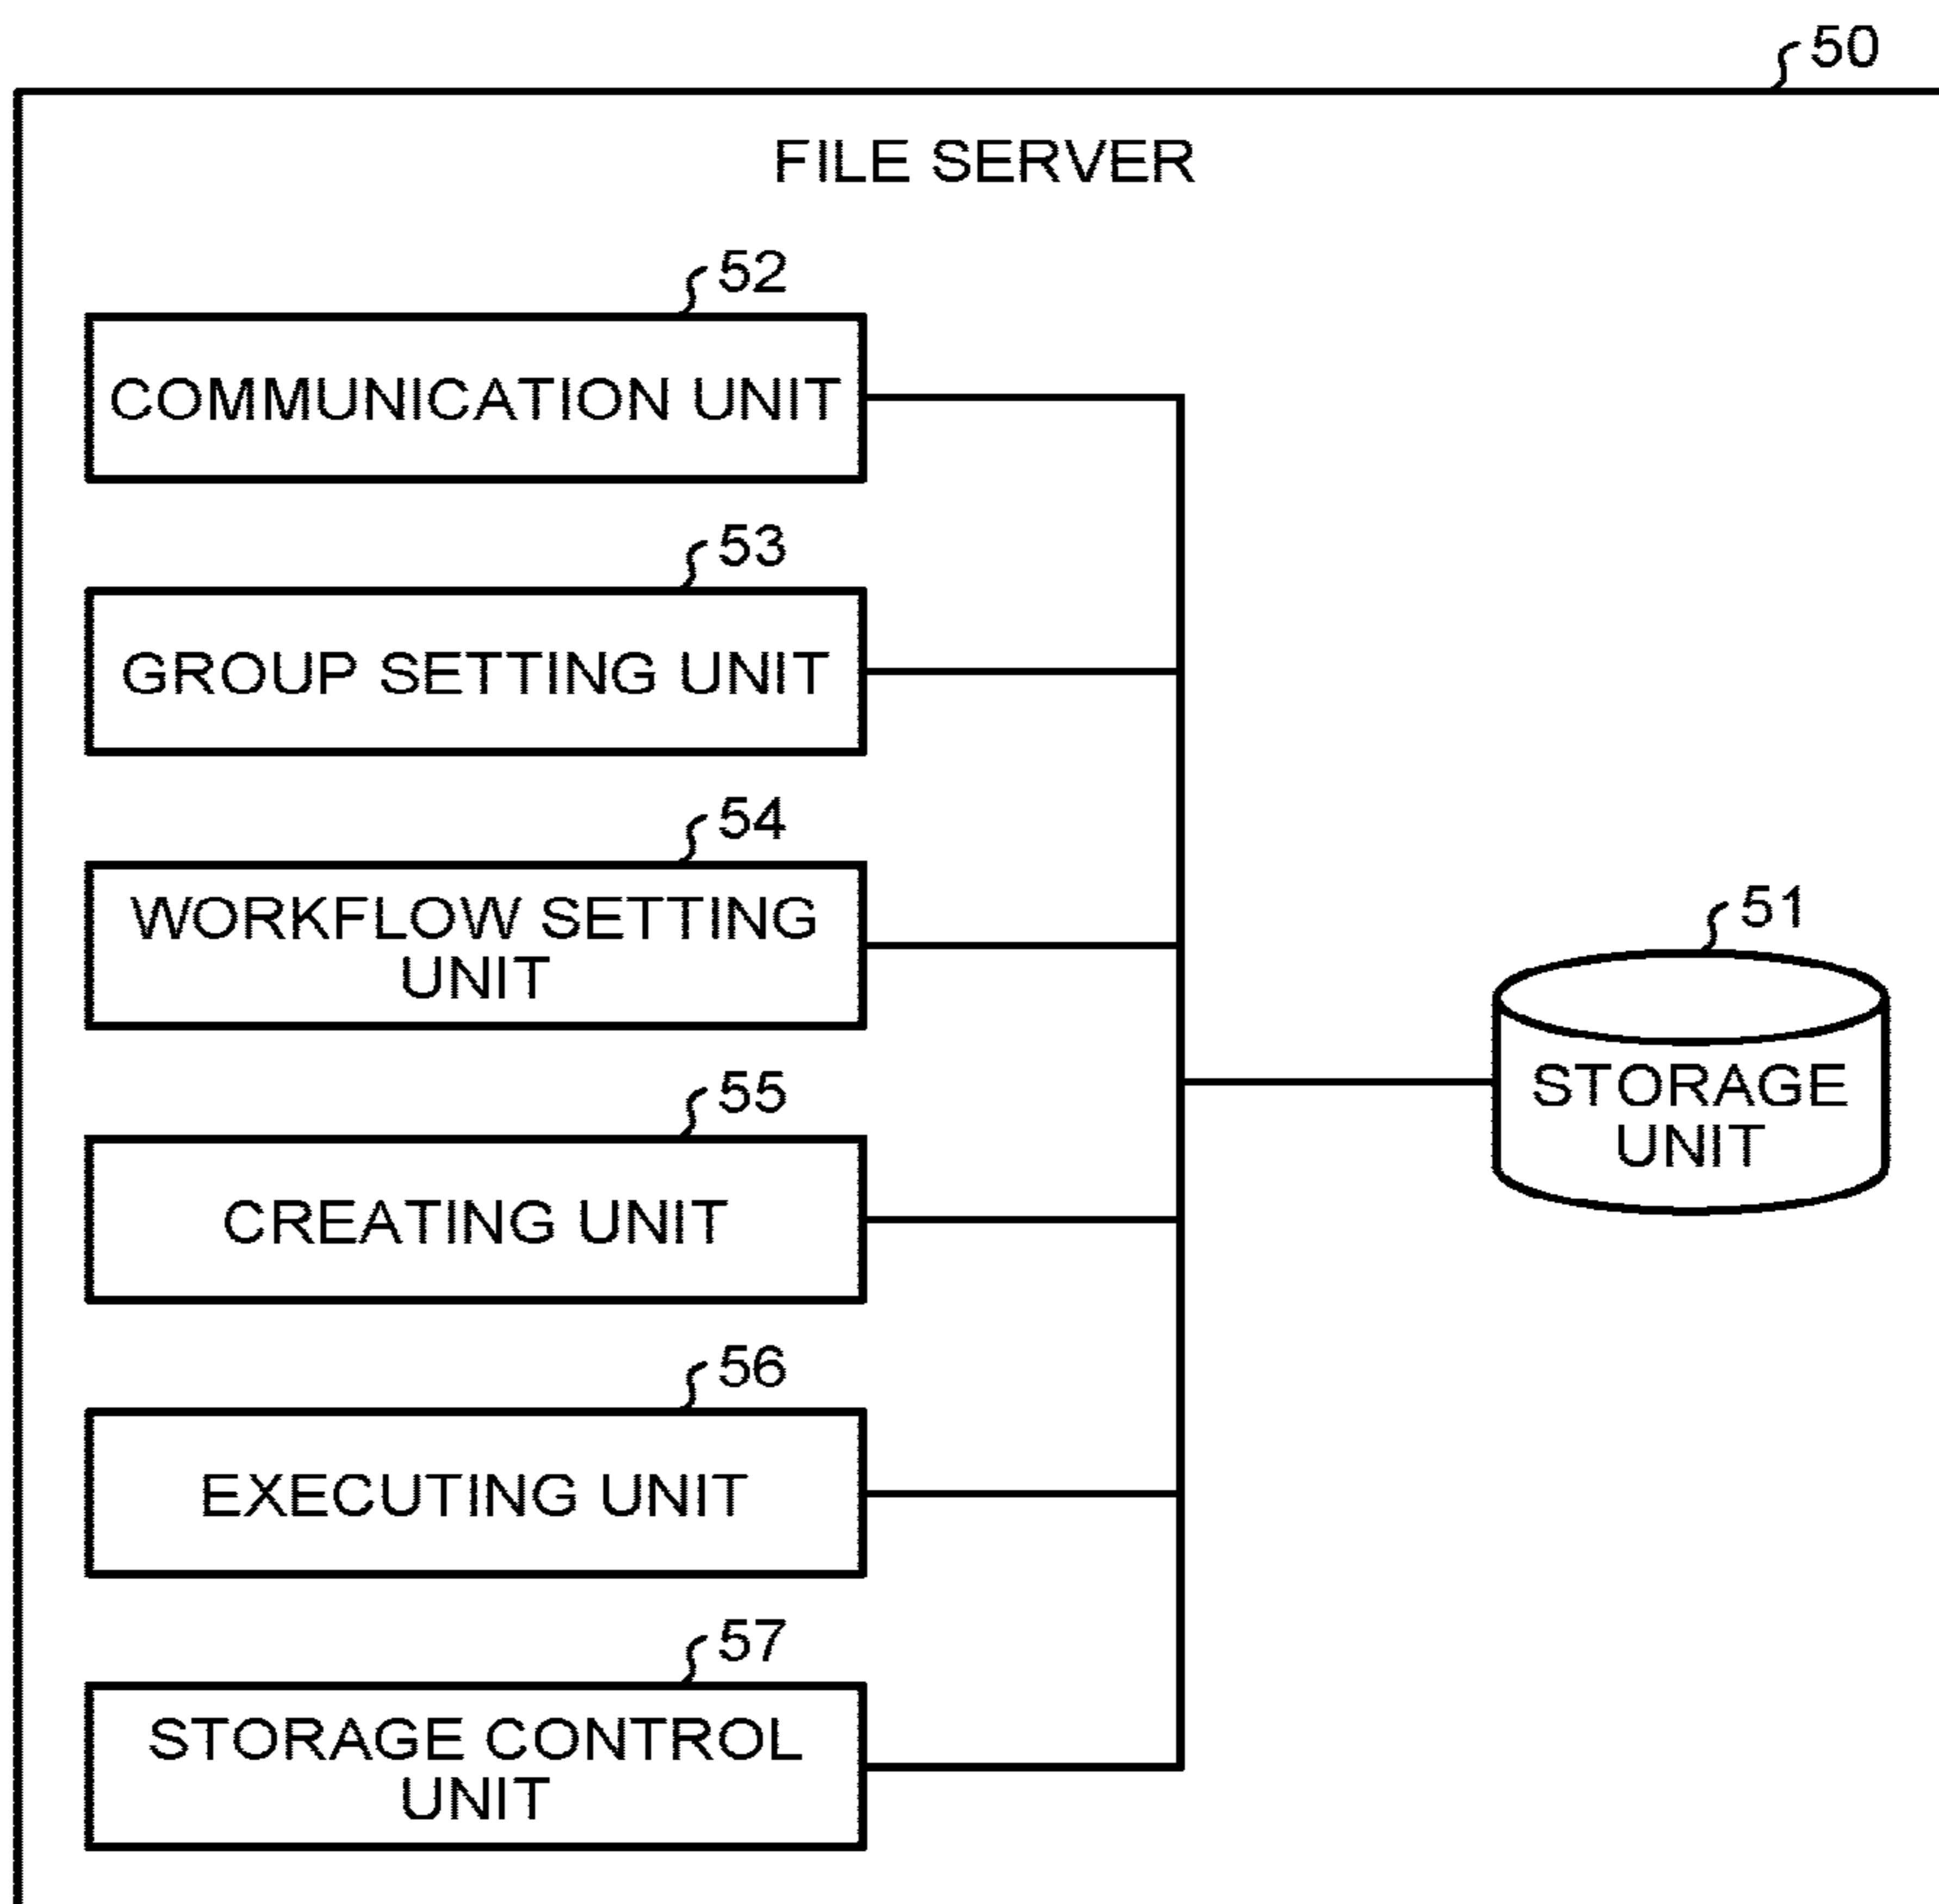 50
FILE SERVER
52
COMMUNICATION UNIT
53
GROUP SETTING UNIT
54
WORKFLOW SETTING
UNIT
51
STORAGE
UNIT
55
CREATING UNIT
56
EXECUTING UNIT
57
STORAGE CONTROL
UNIT